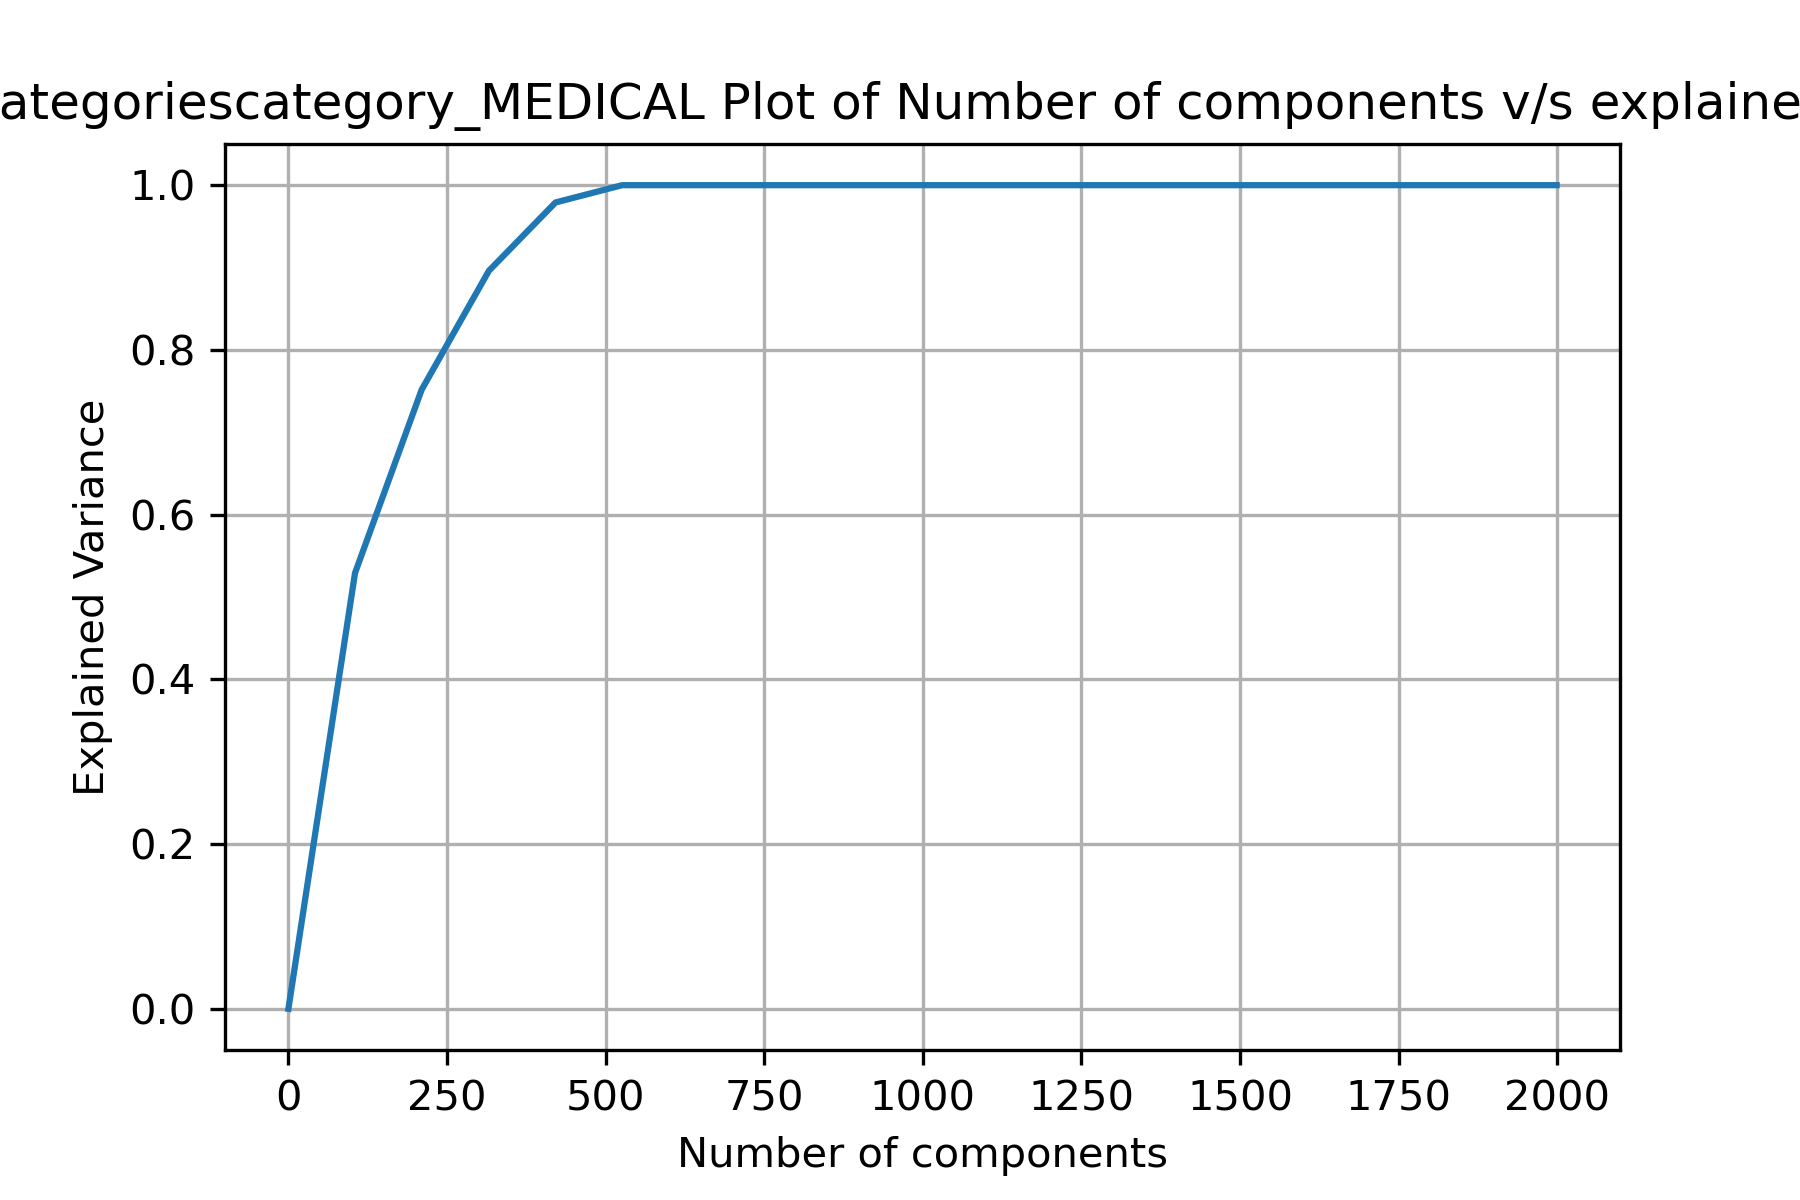 ategoriescategory_MEDICAL Plot of Number of components v/s explaine
1.0
0.8
0.6
0.4
0.2
0.0
Explained Variance
0 250 500 750 1000 1250 1500 1750 2000
Number of components